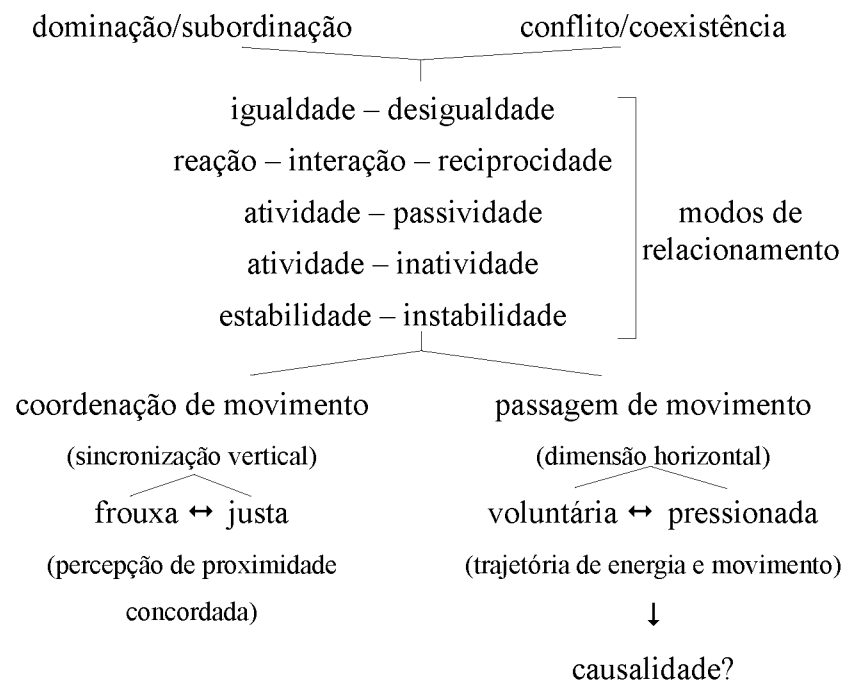 dominação/subordinação
conflito/coexistência
igualdade – desigualdade
reação – interação – reciprocidade
atividade – passividade
atividade – inatividade
estabilidade – instabilidade
modos de
relacionamento
coordenação de movimento
(sincronização vertical)
frouxa ↔ justa
(percepção de proximidade
concordada)
passagem de movimento
(dimensão horizontal)
voluntária ↔ pressionada
(trajetória de energia e movimento)
↓
causalidade?